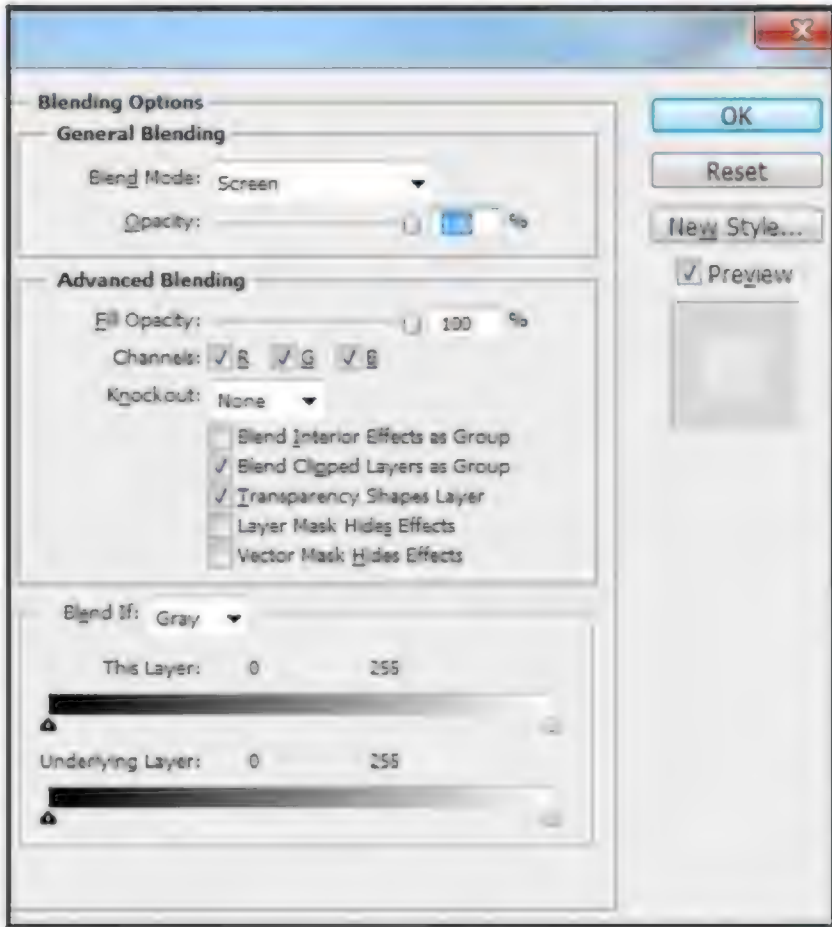 Blending Options
General Blending
Blend Mode: Screen
Opacity: %
Advanced Blending
Fill Opacity: 100 %
Channels: R G B
Knockout: None
Blend Interior Effects as Group
Blend Clipped Layers as Group
Transparency Shapes Layer
Layer Mask Hides Effects
Vector Mask Hides Effects
Blend If: Gray
This Layer: 0 255
Underlying Layer: 0 255
OK
Reset
New Style...
Preview